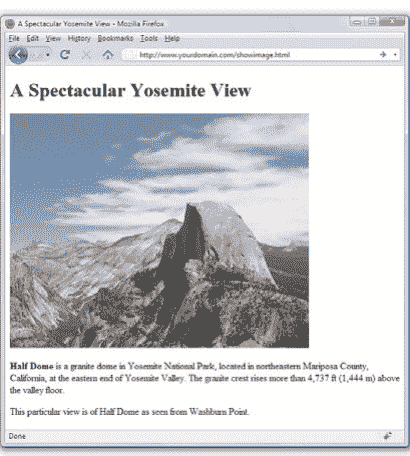 A Spectacular Yosemite View - Mozilla Firefox
File Edit View History Bookmarks Tools Help
http://www.yourdomain.com/showimage.html
A Spectacular Yosemite View
Half Dome is a granite dome in Yosemite National Park, located in northeastern Mariposa County,
California, at the eastern end of Yosemite Valley. The granite crest rises more than 4,737 ft (1,444 m) above
the valley floor.
This particular view is of Half Dome as seen from Washburn Point.
Done